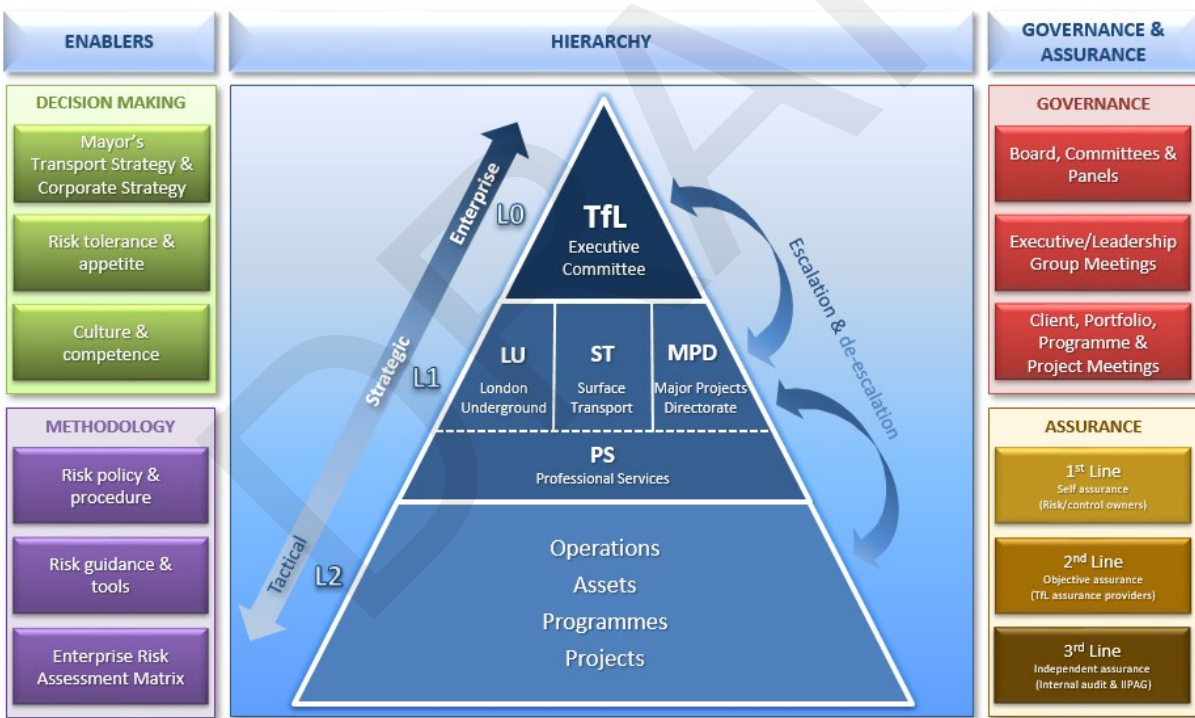 ENABLERS
HIERARCHY
GOVERNANCE &
ASSURANCE
DECISION MAKING
Mayor's
Transport Strategy &
Corporate Strategy
Risk tolerance &
appetite
Culture &
competence
METHODOLOGY
Risk policy &
procedure
Risk guidance &
tools
Enterprise Risk
Assessment Matrix
Enterprise
Strategic
Tactical
L0
L1
L2
TfL
Executive
Committee
LU
London
Underground
ST
Surface
Transport
MPD
Major Projects
Directorate
PS
Professional Services
Operations
Assets
Programmes
Projects
Escalation & de-escalation
GOVERNANCE
Board, Committees &
Panels
Executive/Leadership
Group Meetings
Client, Portfolio,
Programme &
Project Meetings
ASSURANCE
1st Line
Self assurance
(Risk/control owners)
2nd Line
Objective assurance
(TfL assurance providers)
3rd Line
Independent assurance
(Internal audit & IIPAG)